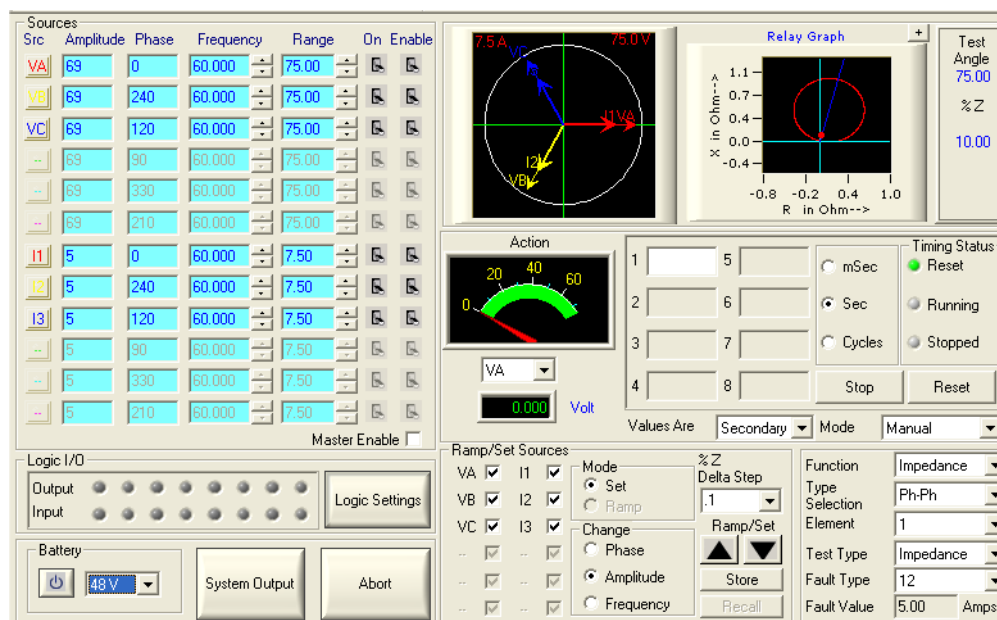 Sources
Src Amplitude Phase Frequency Range On Enable
VA 69 0 60.000 75.00
VB 69 240 60.000 75.00
VC 69 120 60.000 75.00
-- 69 90 60.000 75.00
-- 69 330 60.000 75.00
-- 69 210 60.000 75.00
I1 5 0 60.000 7.50
I2 5 240 60.000 7.50
I3 5 120 60.000 7.50
-- 5 90 60.000 7.50
-- 5 330 60.000 7.50
-- 5 210 60.000 7.50
Master Enable
Logic I/O
Output
Input
Logic Settings
Battery
48 V
System Output
Abort
7.5 A 75.0 V
VC
I3
I1VA
I2
VB
Relay Graph
+
X in Ohm-->
1.1
0.7
0.4
0.0
-0.4
-0.8 -0.2 0.4 1.0
R in Ohm-->
Test
Angle
75.00
%Z
10.00
Action
0 20 40 60
VA
0.000 Volt
1 5
2 6
3 7
4 8
mSec
Sec
Cycles
Timing Status
Reset
Running
Stopped
Stop Reset
Values Are Secondary Mode Manual
Ramp/Set Sources
VA I1
VB I2
VC I3
-- --
-- --
-- --
Mode
Set
Ramp
Change
Phase
Amplitude
Frequency
%Z
Delta Step
.1
Ramp/Set
Store
Recall
Function Impedance
Type
Selection Ph-Ph
Element 1
Test Type Impedance
Fault Type 12
Fault Value 5.00 Amps